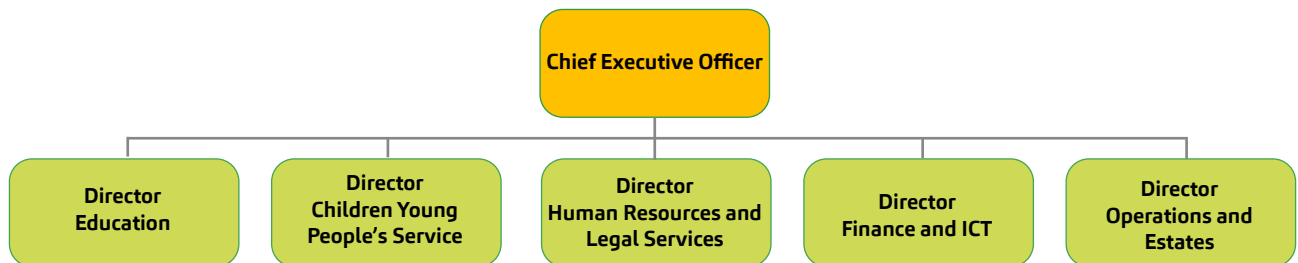 Chief Executive Officer
Director
Education
Director
Children Young
People's Service
Director
Human Resources and
Legal Services
Director
Finance and ICT
Director
Operations and
Estates